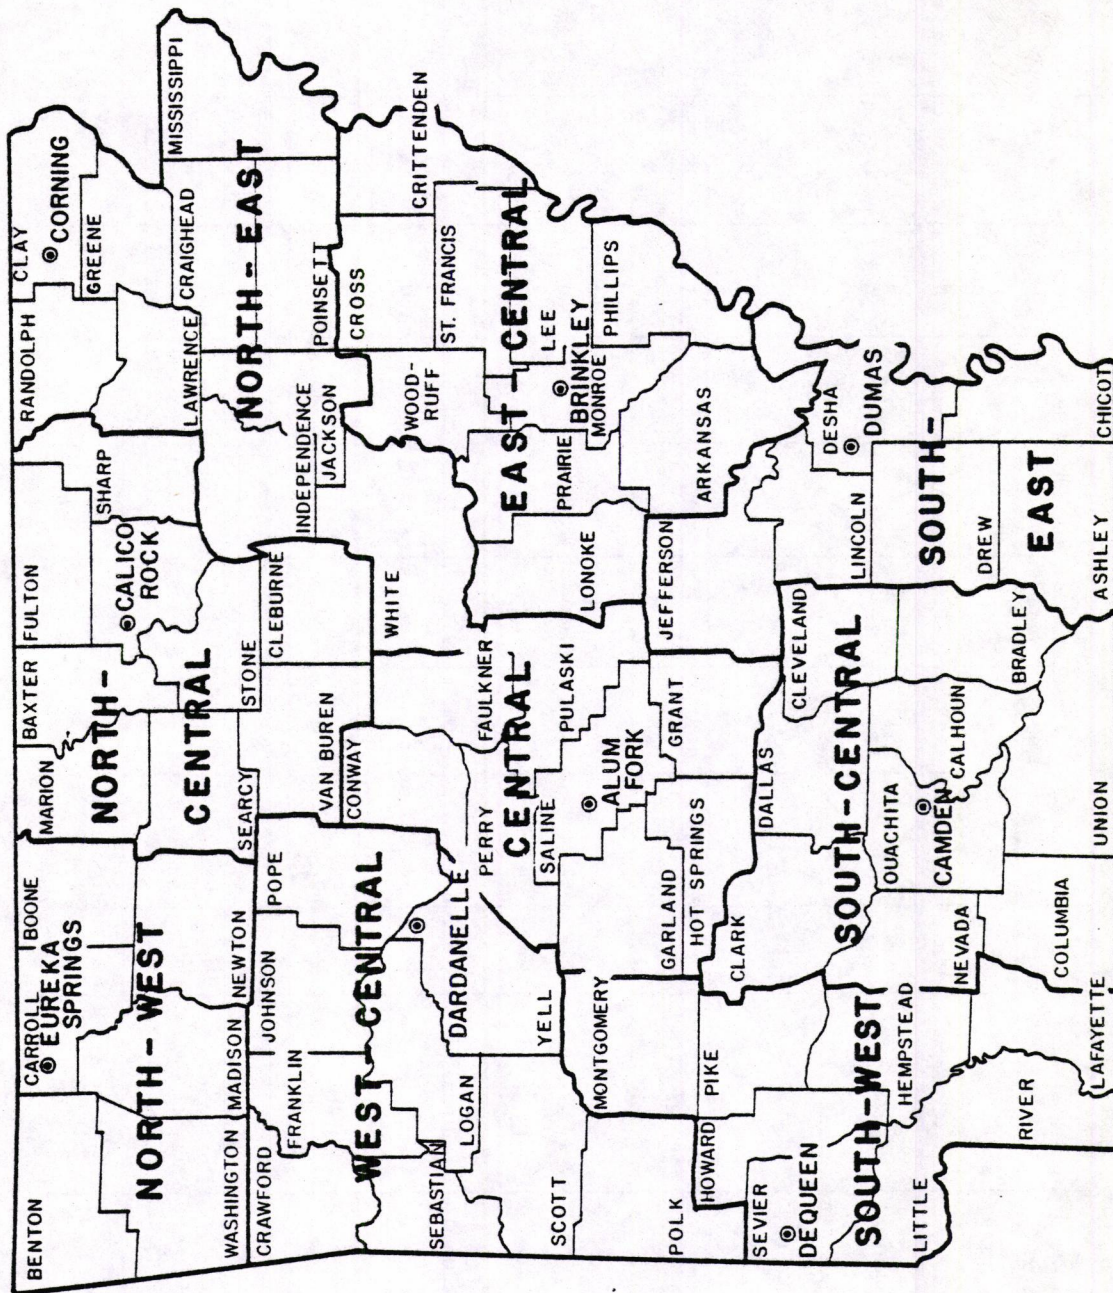 BENTON
CARROLL
BOONE
MARION
BAXTER
FULTON
RANDOLPH
CLAY
EUREKA
SPRINGS
CORNING
GREENE
NORTH-
CALICO
ROCK
SHARP
NORTH-WEST
MISSISSIPPI
LAWRENCE
CRAIGHEAD
CENTRAL
WASHINGTON
MADISON
NEWTON
SEARCY
STONE
NORTH-EAST
CRAWFORD
JOHNSON
POPE
CLEBURNE
INDEPENDENCE
FRANKLIN
VAN BUREN
JACKSON
POINSETT
CONWAY
WEST-CENTRAL
WHITE
CROSS
WOOD-
RUFF
CRITTENDEN
SEBASTIAN
DARDANELLE
ST. FRANCIS
LOGAN
PERRY
FAULKNER
CENTRAL
EAST-CENTRAL
SCOTT
YELL
SALINE
PULASKI
PRAIRIE
LEE
LONOKE
BRINKLEY
MONROE
MONTGOMERY
ALUM
FORK
PHILLIPS
POLK
GARLAND
GRANT
JEFFERSON
HOT SPRINGS
ARKANSAS
HOWARD
PIKE
CLARK
SEVIER
DALLAS
CLEVELAND
DEQUEEN
DESHA
SOUTH-CENTRAL
LINCOLN
DUMAS
SOUTH-WEST
OUACHITA
LITTLE
HEMPSTEAD
CAMDEN
SOUTH-
CALHOUN
NEVADA
DREW
BRADLEY
EAST
RIVER
COLUMBIA
LAFAYETTE
UNION
ASHLEY
CHICOT